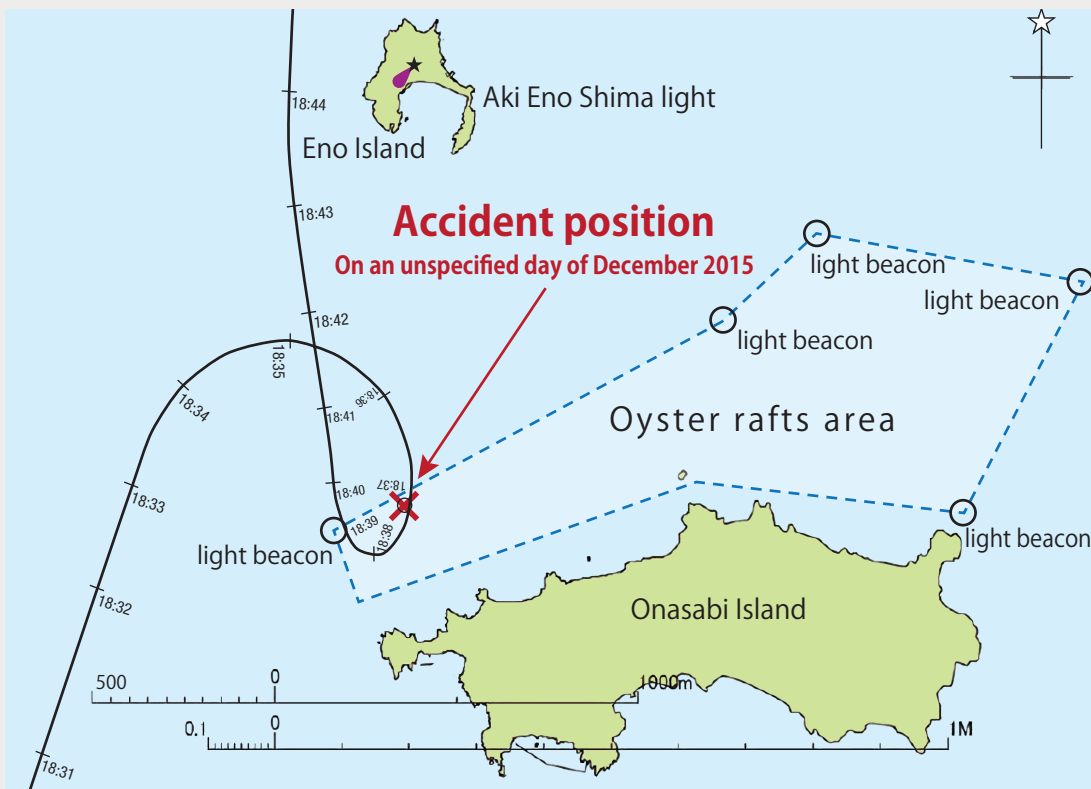 18:44
Aki Eno Shima light
Eno Island
18:43
Accident position
On an unspecified day of December 2015
light beacon
light beacon
18:42
light beacon
18:35
18:34
18:36
18:41
Oyster rafts area
18:33
18:40
18:37
18:39
18:38
light beacon
light beacon
18:32
Onasabi Island
500
0
1000m
0.1
0
1M
18:31